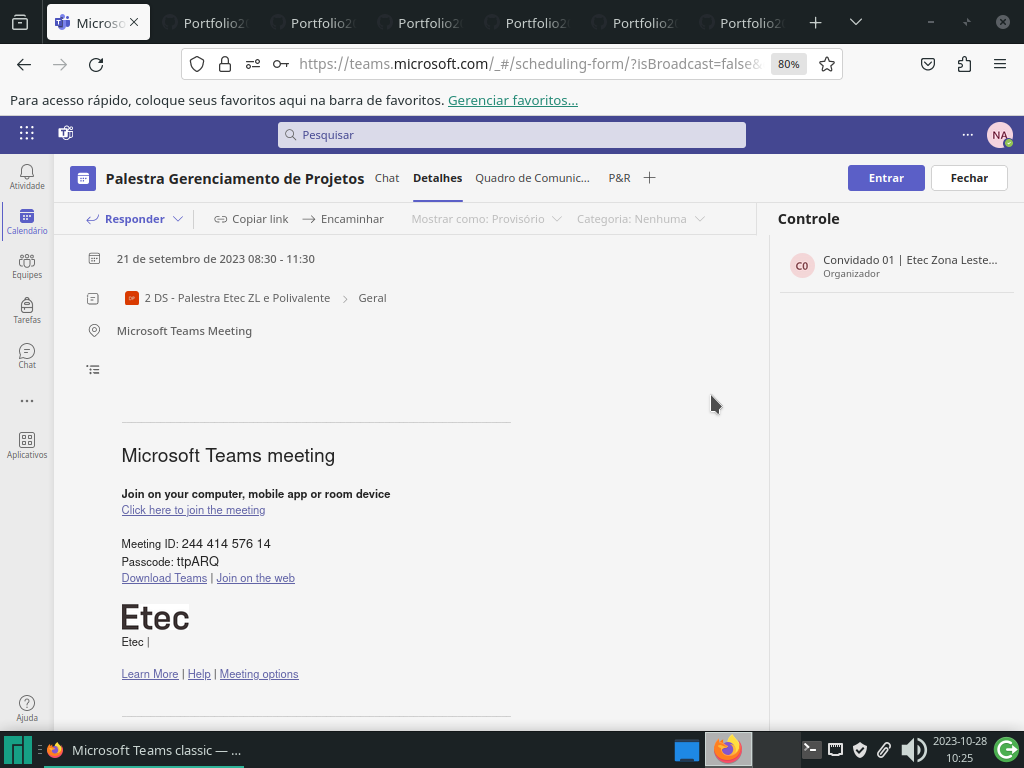 Microsoft
Portfolio2
Portfolio2
Portfolio2
Portfolio2
Portfolio2
Portfolio2
https://teams.microsoft.com/_#/scheduling-form/?isBroadcast=false&
80%
Para acesso rápido, coloque seus favoritos aqui na barra de favoritos. Gerenciar favoritos...
Pesquisar
NA
Atividade
Calendário
Equipes
Tarefas
Chat
Aplicativos
Ajuda
Palestra Gerenciamento de Projetos
Chat
Detalhes
Quadro de Comunic...
P&R
Entrar
Fechar
Responder
Copiar link
Encaminhar
Mostrar como: Provisório
Categoria: Nenhuma
Controle
21 de setembro de 2023 08:30 - 11:30
C0
Convidado 01 | Etec Zona Leste...
Organizador
DP
2 DS - Palestra Etec ZL e Polivalente > Geral
Microsoft Teams Meeting
Microsoft Teams meeting
Join on your computer, mobile app or room device
Click here to join the meeting
Meeting ID: 244 414 576 14
Passcode: ttpARQ
Download Teams | Join on the web
Etec
Etec |
Learn More | Help | Meeting options
Microsoft Teams classic — ...
2023-10-28
10:25